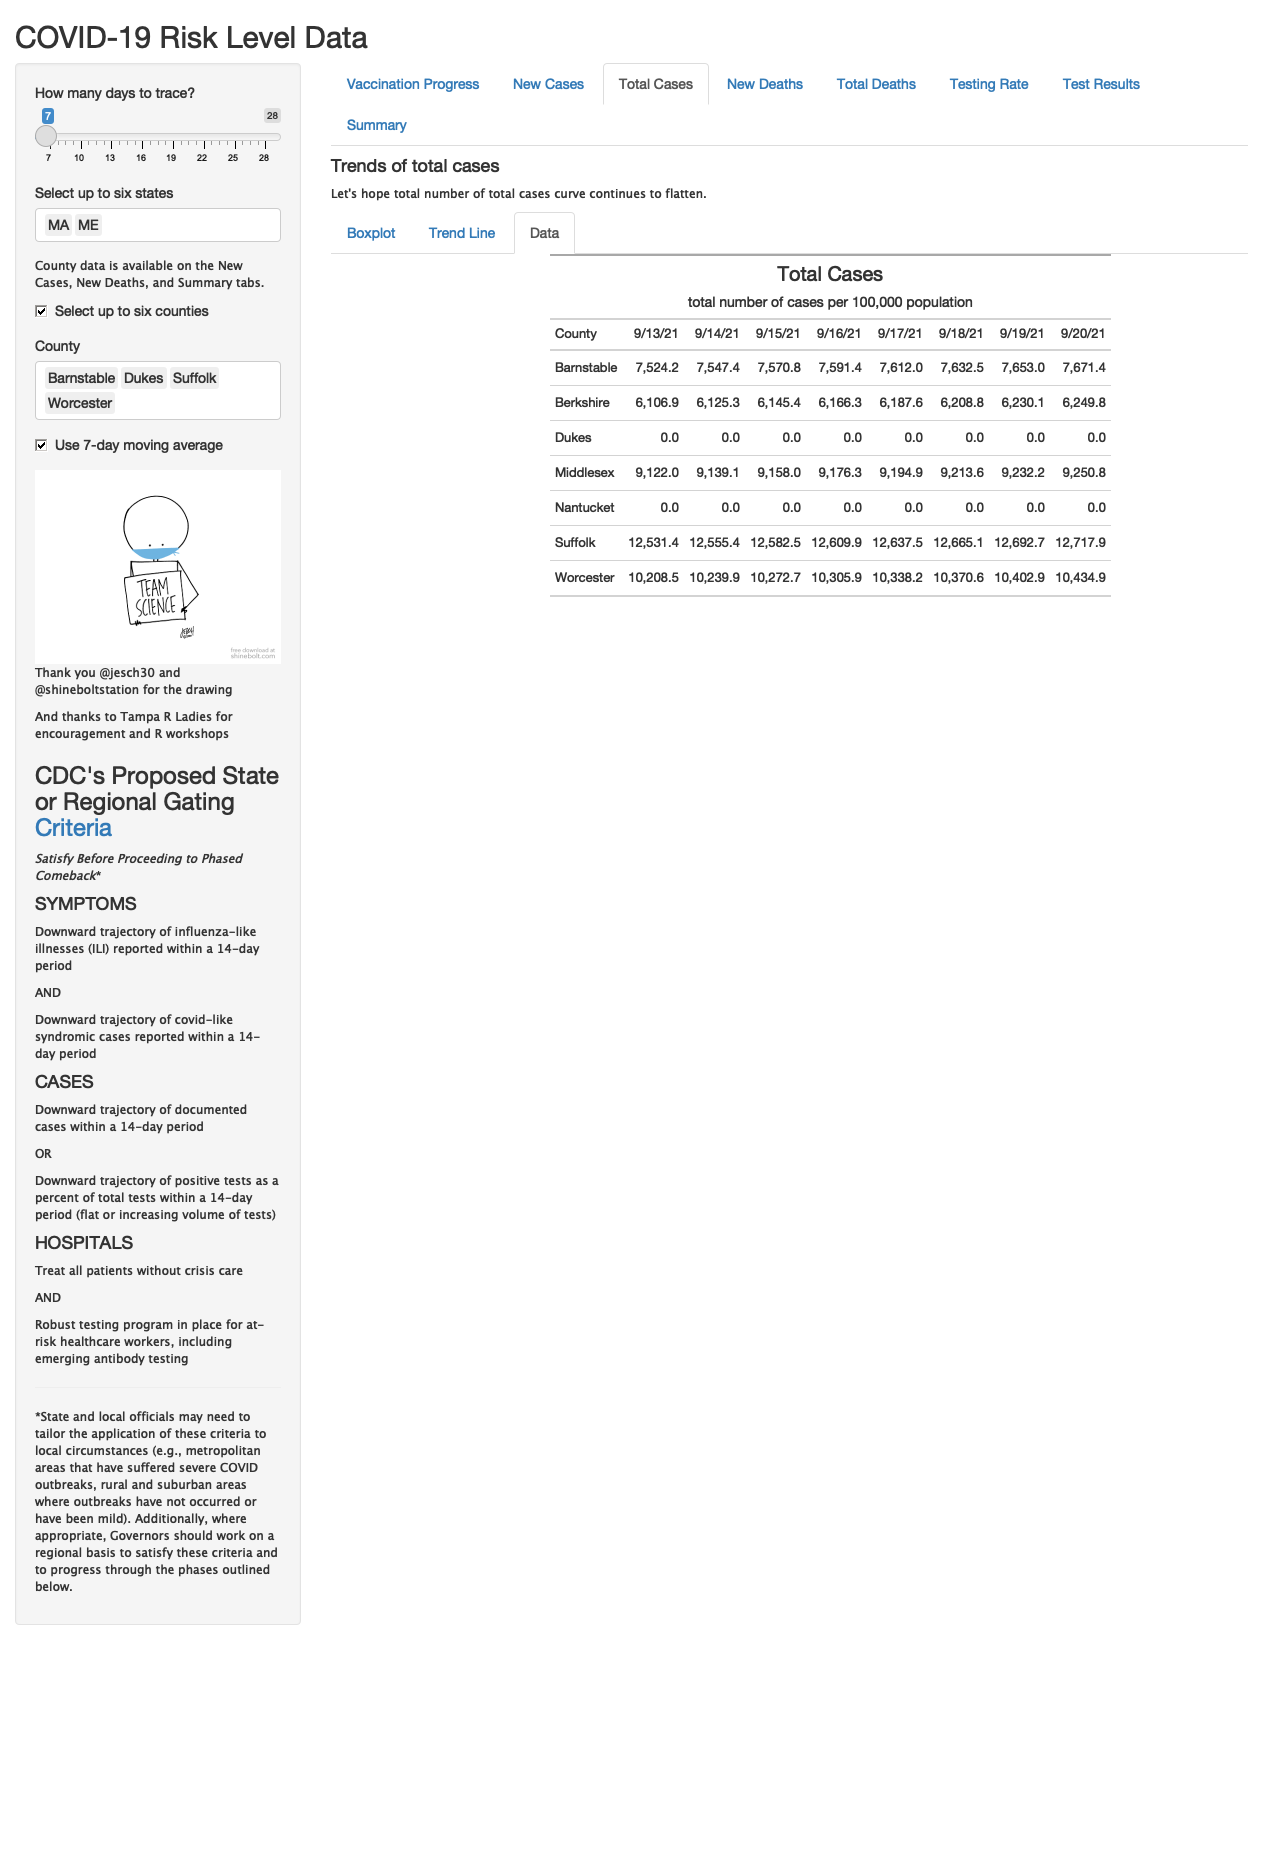 COVID-19 Risk Level Data
How many days to trace?
7 28
7 10 13 16 19 22 25 28
Select up to six states
MA ME
County data is available on the New
Cases, New Deaths, and Summary tabs.
Select up to six counties
County
Barnstable Dukes Suffolk
Worcester
Use 7-day moving average
TEAM
SCIENCE
free download at
shinebolt.com
Thank you @jesch30 and
@shineboltstation for the drawing
And thanks to Tampa R Ladies for
encouragement and R workshops
CDC's Proposed State
or Regional Gating
Criteria
Satisfy Before Proceeding to Phased
Comeback*
SYMPTOMS
Downward trajectory of influenza-like
illnesses (ILI) reported within a 14-day
period
AND
Downward trajectory of covid-like
syndromic cases reported within a 14-
day period
CASES
Downward trajectory of documented
cases within a 14-day period
OR
Downward trajectory of positive tests as a
percent of total tests within a 14-day
period (flat or increasing volume of tests)
HOSPITALS
Treat all patients without crisis care
AND
Robust testing program in place for at-
risk healthcare workers, including
emerging antibody testing
*State and local officials may need to
tailor the application of these criteria to
local circumstances (e.g., metropolitan
areas that have suffered severe COVID
outbreaks, rural and suburban areas
where outbreaks have not occurred or
have been mild). Additionally, where
appropriate, Governors should work on a
regional basis to satisfy these criteria and
to progress through the phases outlined
below.
Vaccination Progress New Cases Total Cases New Deaths Total Deaths Testing Rate Test Results
Summary
Trends of total cases
Let's hope total number of total cases curve continues to flatten.
Boxplot Trend Line Data
Total Cases
total number of cases per 100,000 population
County 9/13/21 9/14/21 9/15/21 9/16/21 9/17/21 9/18/21 9/19/21 9/20/21
Barnstable 7,524.2 7,547.4 7,570.8 7,591.4 7,612.0 7,632.5 7,653.0 7,671.4
Berkshire 6,106.9 6,125.3 6,145.4 6,166.3 6,187.6 6,208.8 6,230.1 6,249.8
Dukes 0.0 0.0 0.0 0.0 0.0 0.0 0.0 0.0
Middlesex 9,122.0 9,139.1 9,158.0 9,176.3 9,194.9 9,213.6 9,232.2 9,250.8
Nantucket 0.0 0.0 0.0 0.0 0.0 0.0 0.0 0.0
Suffolk 12,531.4 12,555.4 12,582.5 12,609.9 12,637.5 12,665.1 12,692.7 12,717.9
Worcester 10,208.5 10,239.9 10,272.7 10,305.9 10,338.2 10,370.6 10,402.9 10,434.9